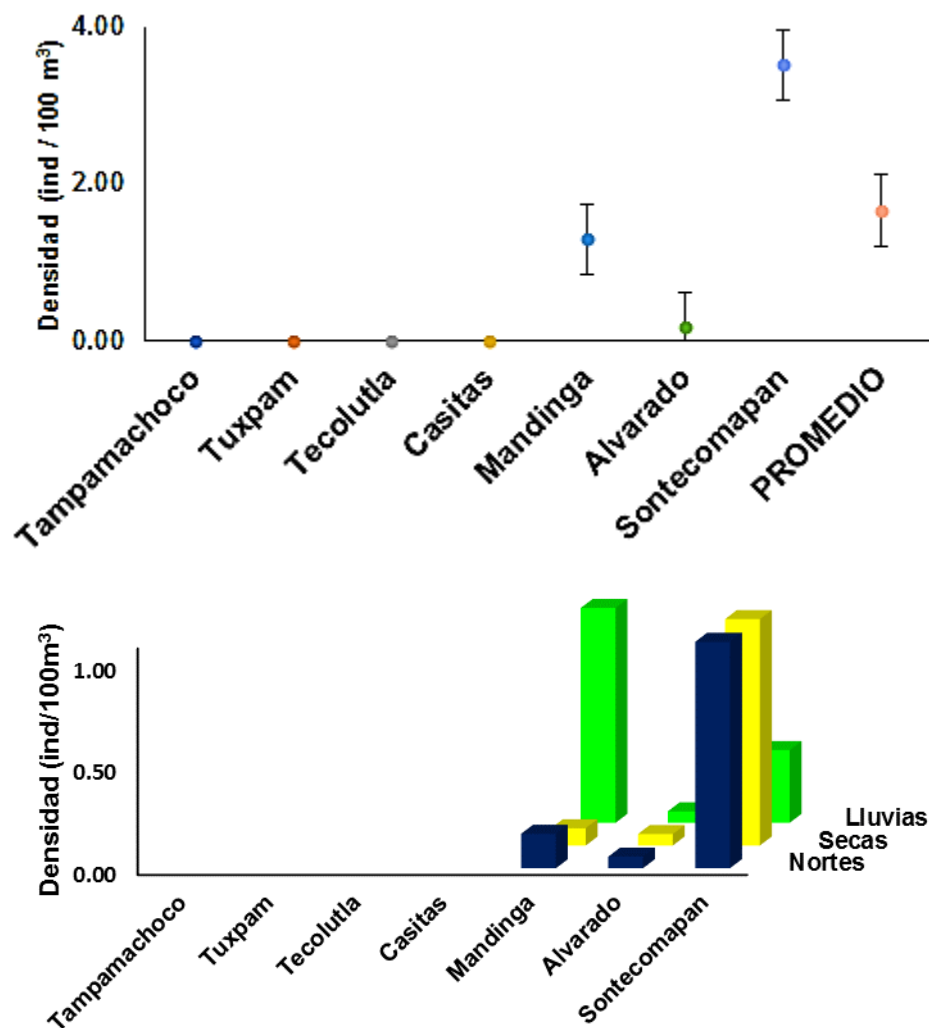 Densidad (ind / 100 m³)
4.00
2.00
0.00
Tampamachoco
Tuxpam
Tecolutla
Casitas
Mandinga
Alvarado
Sontecomapan
PROMEDIO
Densidad (ind/100m³)
1.00
0.50
0.00
Lluvias
Secas
Nortes
Tampamachoco
Tuxpam
Tecolutla
Casitas
Mandinga
Alvarado
Sontecomapan